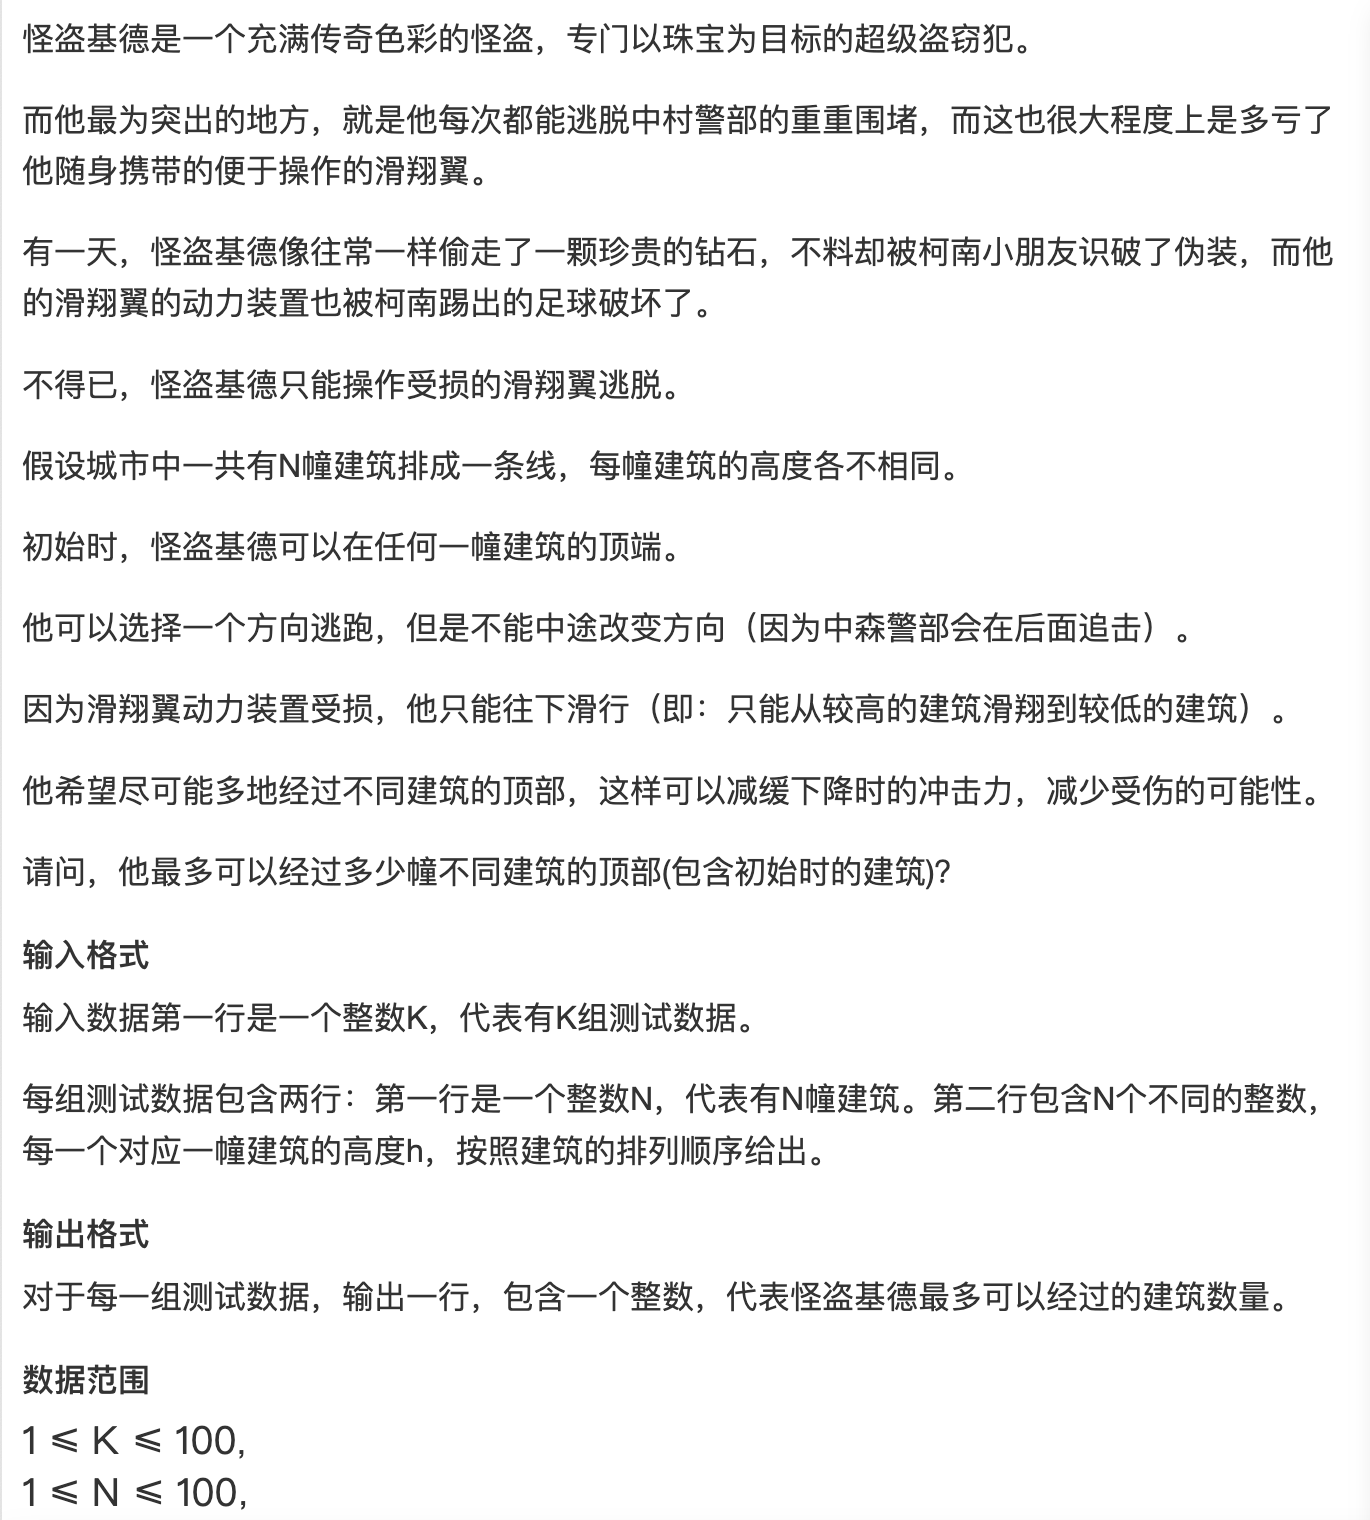 怪盗基德是一个充满传奇色彩的怪盗，专门以珠宝为目标的超级盗窃犯。
而他最为突出的地方，就是他每次都能逃脱中村警部的重重围堵，而这也很大程度上是多亏了
他随身携带的便于操作的滑翔翼。
有一天，怪盗基德像往常一样偷走了一颗珍贵的钻石，不料却被柯南小朋友识破了伪装，而他
的滑翔翼的动力装置也被柯南踢出的足球破坏了。
不得已，怪盗基德只能操作受损的滑翔翼逃脱。
假设城市中一共有N幢建筑排成一条线，每幢建筑的高度各不相同。
初始时，怪盗基德可以在任何一幢建筑的顶端。
他可以选择一个方向逃跑，但是不能中途改变方向（因为中森警部会在后面追击）。
因为滑翔翼动力装置受损，他只能往下滑行（即：只能从较高的建筑滑翔到较低的建筑）。
他希望尽可能多地经过不同建筑的顶部，这样可以减缓下降时的冲击力，减少受伤的可能性。
请问，他最多可以经过多少幢不同建筑的顶部(包含初始时的建筑)?
输入格式
输入数据第一行是一个整数K，代表有K组测试数据。
每组测试数据包含两行：第一行是一个整数N，代表有N幢建筑。第二行包含N个不同的整数，
每一个对应一幢建筑的高度h，按照建筑的排列顺序给出。
输出格式
对于每一组测试数据，输出一行，包含一个整数，代表怪盗基德最多可以经过的建筑数量。
数据范围
1 ⩽ K ⩽ 100,
1 ⩽ N ⩽ 100,